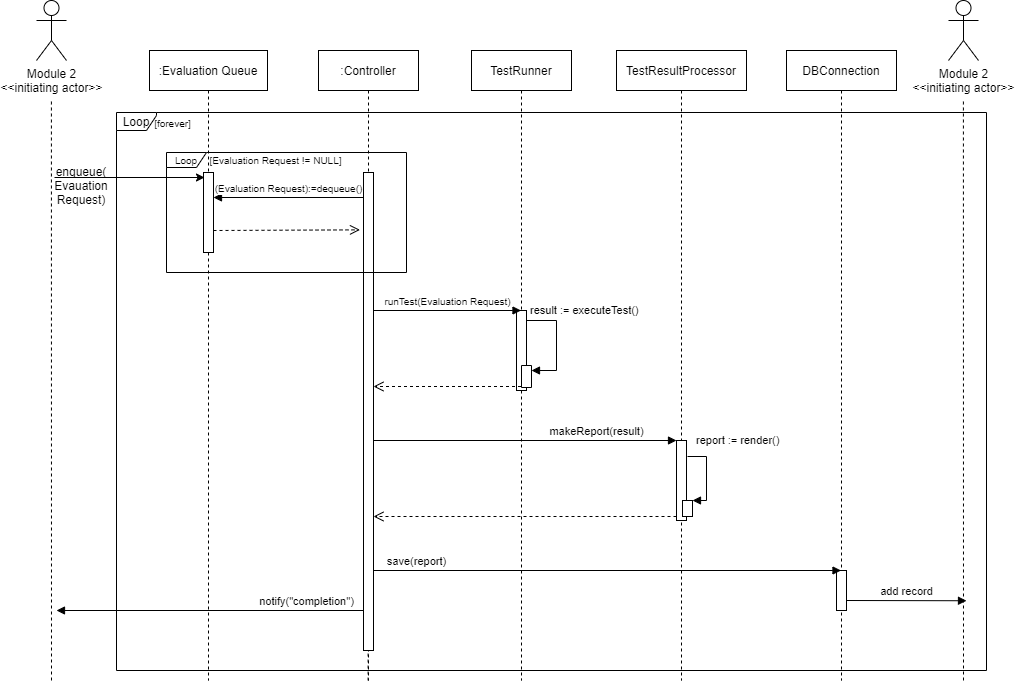 Module 2
<<initiating actor>>
:Evaluation Queue
:Controller
TestRunner
TestResultProcessor
DBConnection
Module 2
<<initiating actor>>
Loop
[forever]
Loop
[Evaluation Request != NULL]
enqueue(
Evauation
Request)
(Evaluation Request):=dequeue()
runTest(Evaluation Request)
result := executeTest()
makeReport(result)
report := render()
save(report)
add record
notify("completion")